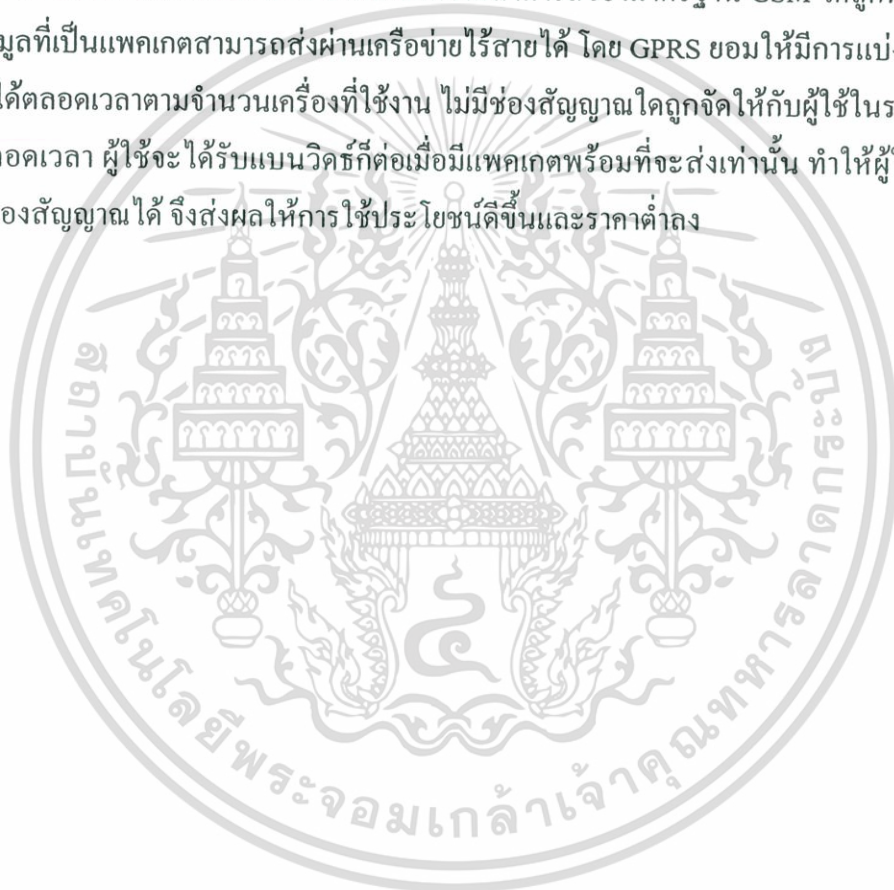 มูลที่เป็นแพคเกตสามารถส่งผ่านเครือข่ายไร้สายได้ โดย GPRS ยอมให้มีการแบ่ง
ได้ตลอดเวลาตามจำนวนเครื่องที่ใช้งาน ไม่มีช่องสัญญาณใดถูกจัดให้กับผู้ใช้ในร
ลอดเวลา ผู้ใช้จะได้รับแบนวิดธ์ก็ต่อเมื่อมีแพคเกตพร้อมที่จะส่งเท่านั้น ทำให้ผู้ใ
องสัญญาณได้ จึงส่งผลให้การใช้ประโยชน์ดีขึ้นและราคาต่ำลง
สถาบันเทคโนโลยีพระจอมเกล้าเจ้าคุณทหารลาดกระบัง